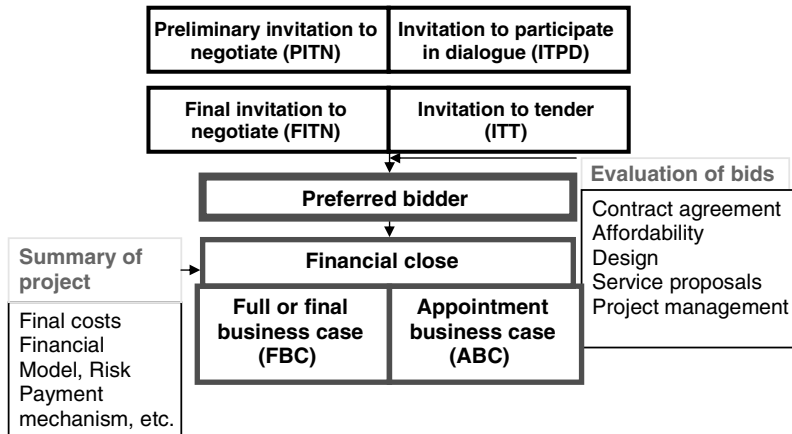 Preliminary invitation to
negotiate (PITN)
Invitation to participate
in dialogue (ITPD)
Final invitation to
negotiate (FITN)
Invitation to tender
(ITT)
Evaluation of bids
Contract agreement
Affordability
Design
Service proposals
Project management
Preferred bidder
Summary of
project
Final costs
Financial
Model, Risk
Payment
mechanism, etc.
Financial close
Full or final
business case
(FBC)
Appointment
business case
(ABC)